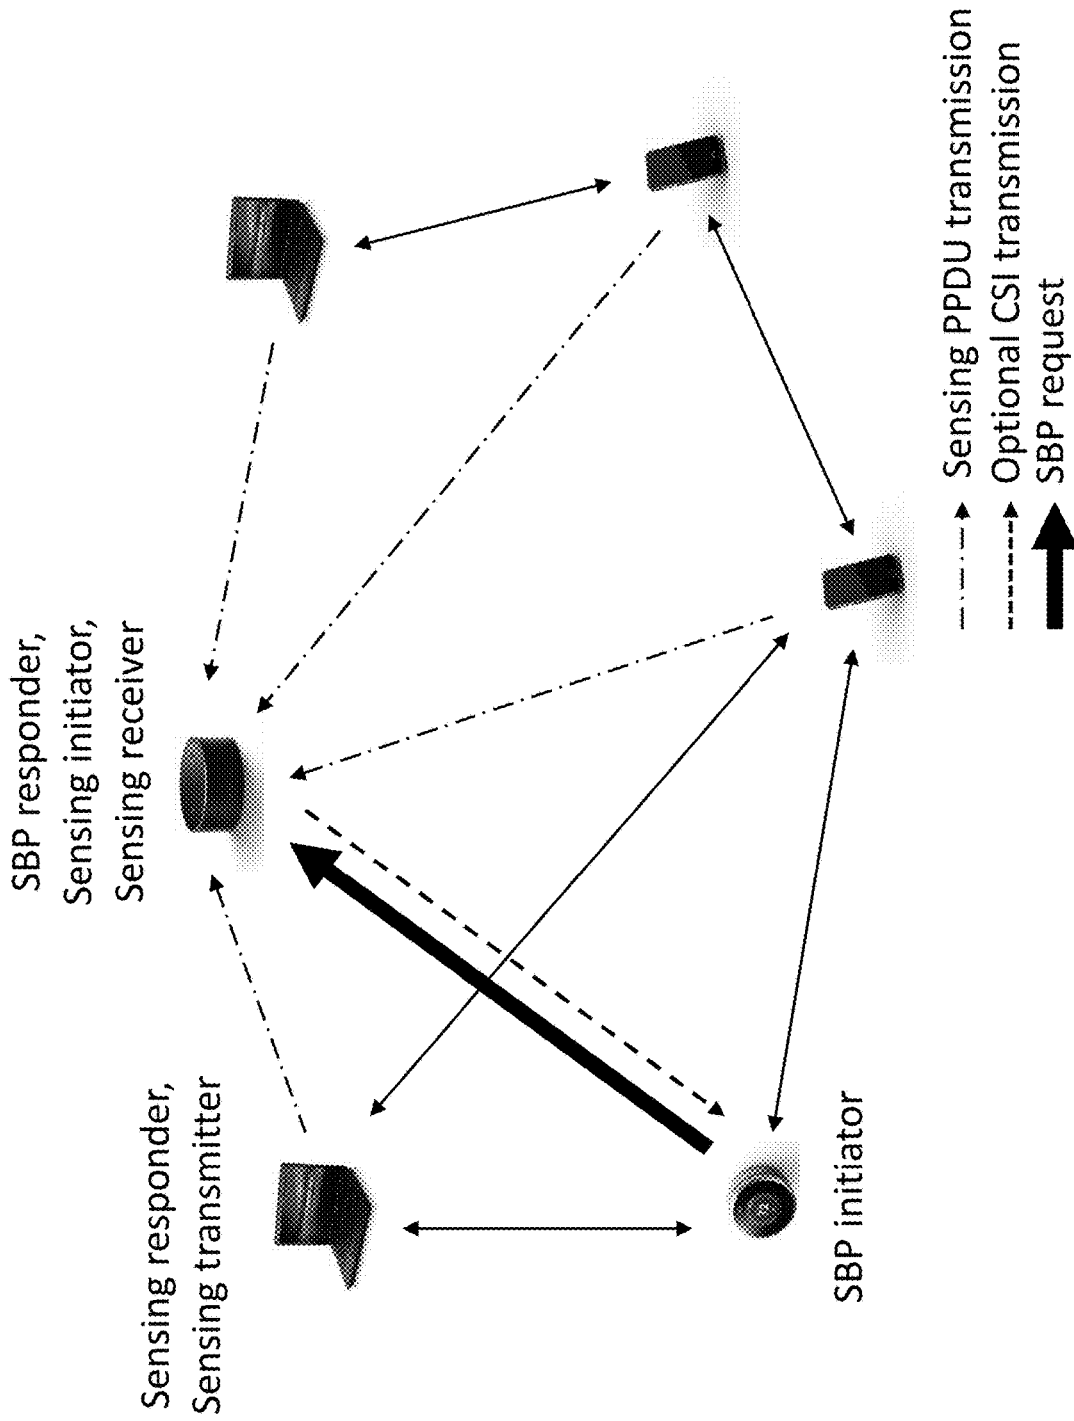 Sensing responder,
Sensing transmitter
SBP responder,
Sensing initiator,
Sensing receiver
SBP initiator
Sensing PPDU transmission
Optional CSI transmission
SBP request